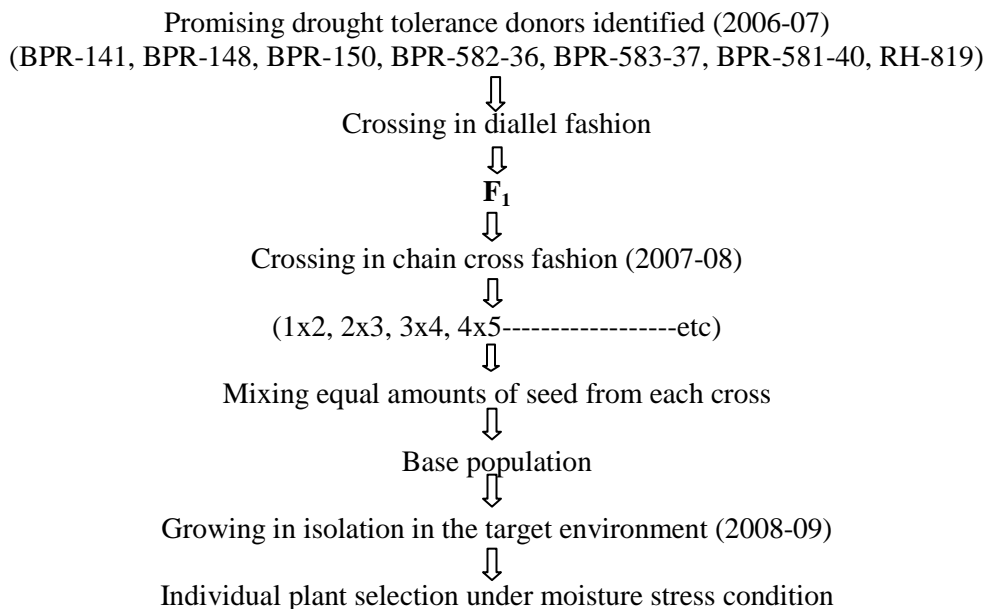 Promising drought tolerance donors identified (2006-07)
(BPR-141, BPR-148, BPR-150, BPR-582-36, BPR-583-37, BPR-581-40, RH-819)
Crossing in diallel fashion
F₁
Crossing in chain cross fashion (2007-08)
(1x2, 2x3, 3x4, 4x5------------------etc)
Mixing equal amounts of seed from each cross
Base population
Growing in isolation in the target environment (2008-09)
Individual plant selection under moisture stress condition